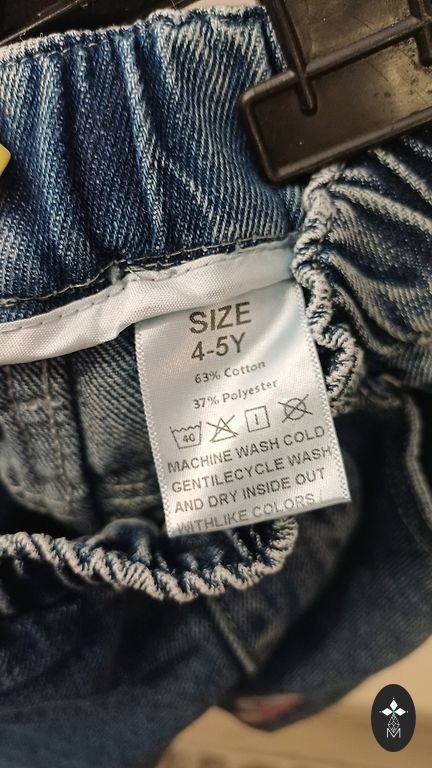 SIZE
4-5Y
63% Cotton
37% Polyester
40
MACHINE WASH COLD
GENTILECYCLE WASH
AND DRY INSIDE OUT
WITHLIKE COLORS
M